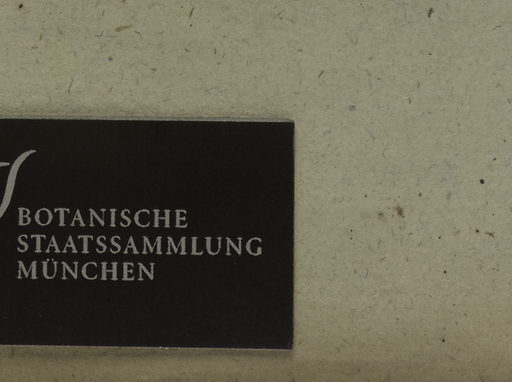 BOTANISCHE
STAATSSAMMLUNG
MÜNCHEN